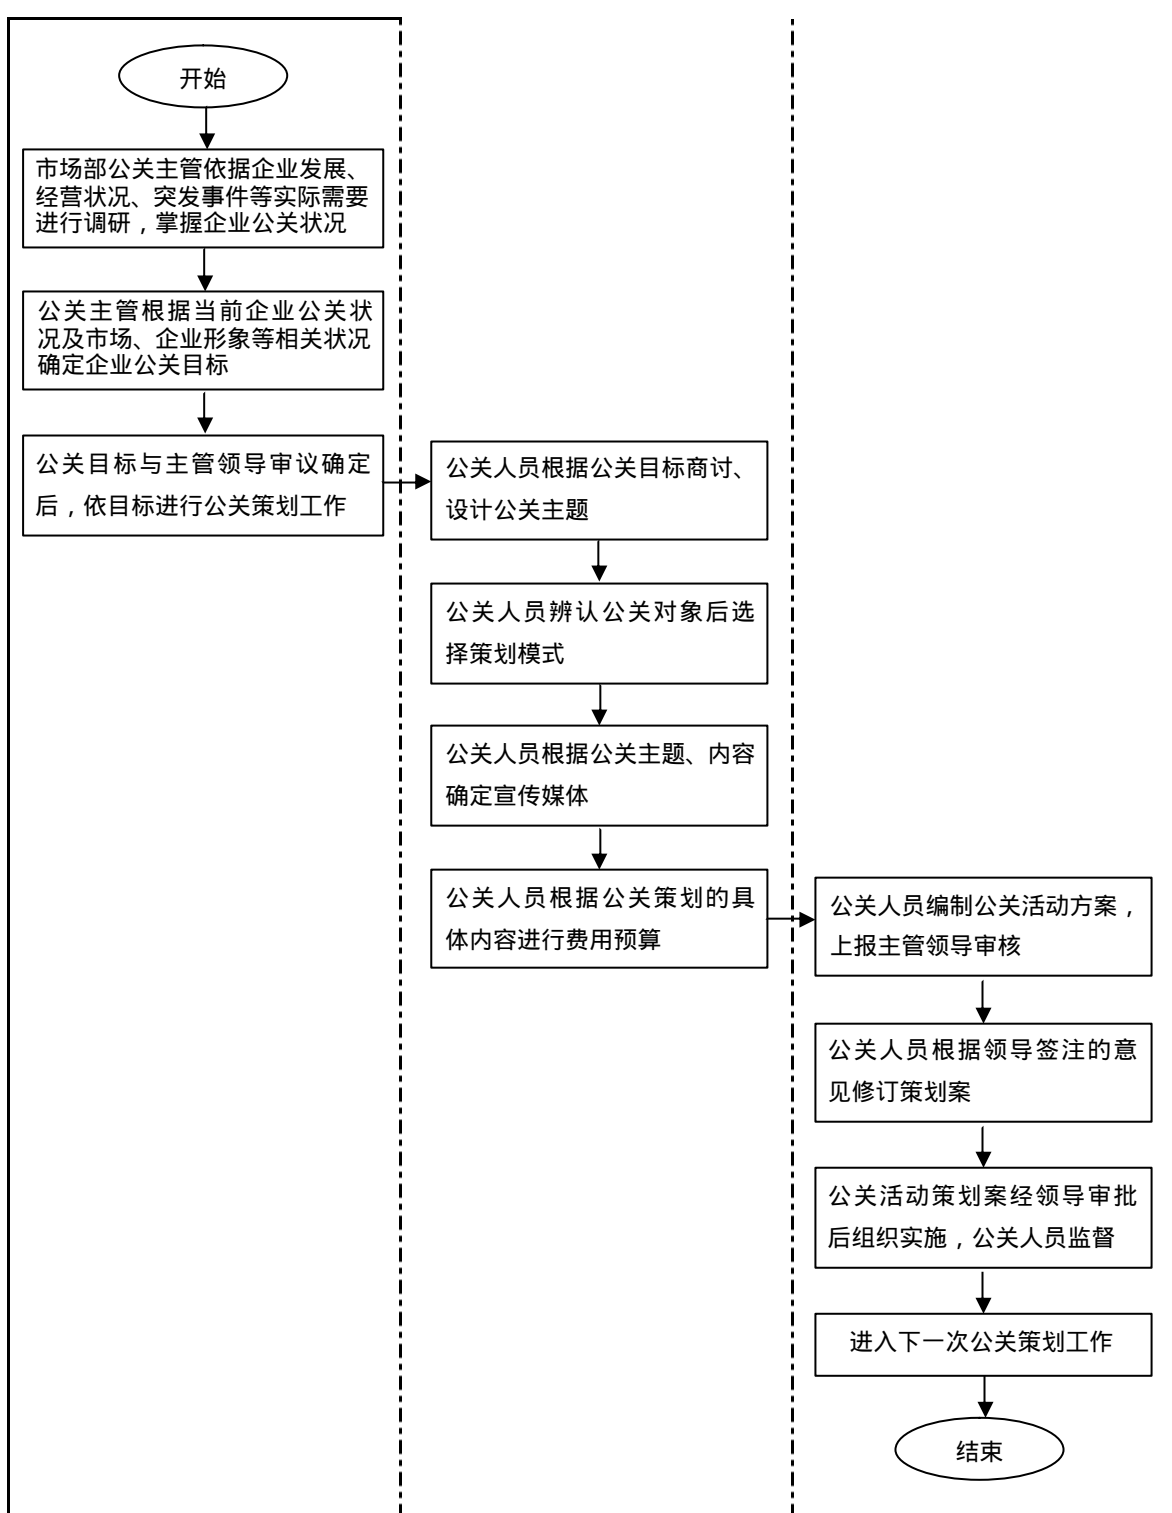 开始
市场部公关主管依据企业发展、
经营状况、突发事件等实际需要
进行调研，掌握企业公关状况
公关主管根据当前企业公关状
况及市场、企业形象等相关状况
确定企业公关目标
公关目标与主管领导审议确定
后，依目标进行公关策划工作
公关人员根据公关目标商讨、
设计公关主题
公关人员辨认公关对象后选
择策划模式
公关人员根据公关主题、内容
确定宣传媒体
公关人员根据公关策划的具
体内容进行费用预算
公关人员编制公关活动方案，
上报主管领导审核
公关人员根据领导签注的意
见修订策划案
公关活动策划案经领导审批
后组织实施，公关人员监督
进入下一次公关策划工作
结束